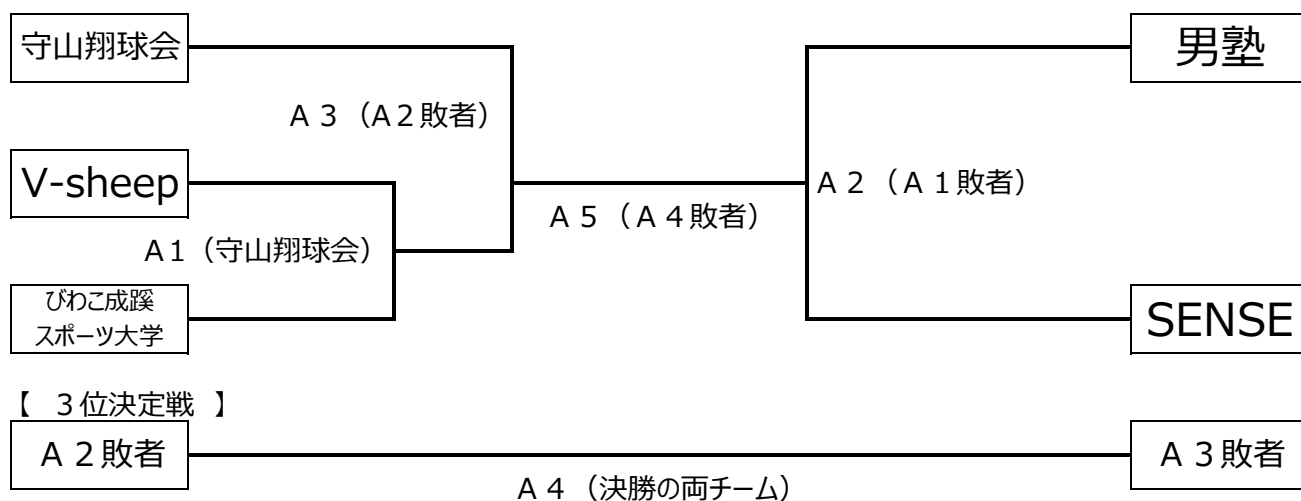 守山翔球会
男塾
Ａ３（Ａ２敗者）
V-sheep
Ａ２（Ａ１敗者）
Ａ５（Ａ４敗者）
Ａ１（守山翔球会）
びわこ成蹊
スポーツ大学
SENSE
【　３位決定戦　】
Ａ２敗者
Ａ３敗者
Ａ４（決勝の両チーム）